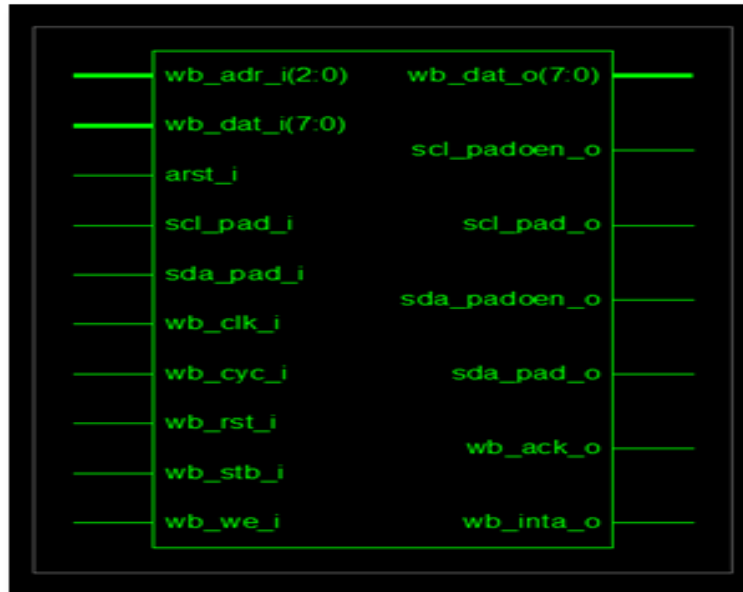 wb_adr_i(2:0)
wb_dat_o(7:0)
wb_dat_i(7:0)
scl_padoen_o
arst_i
scl_pad_i
scl_pad_o
sda_pad_i
sda_padoen_o
wb_clk_i
wb_cyc_i
sda_pad_o
wb_rst_i
wb_ack_o
wb_stb_i
wb_we_i
wb_inta_o